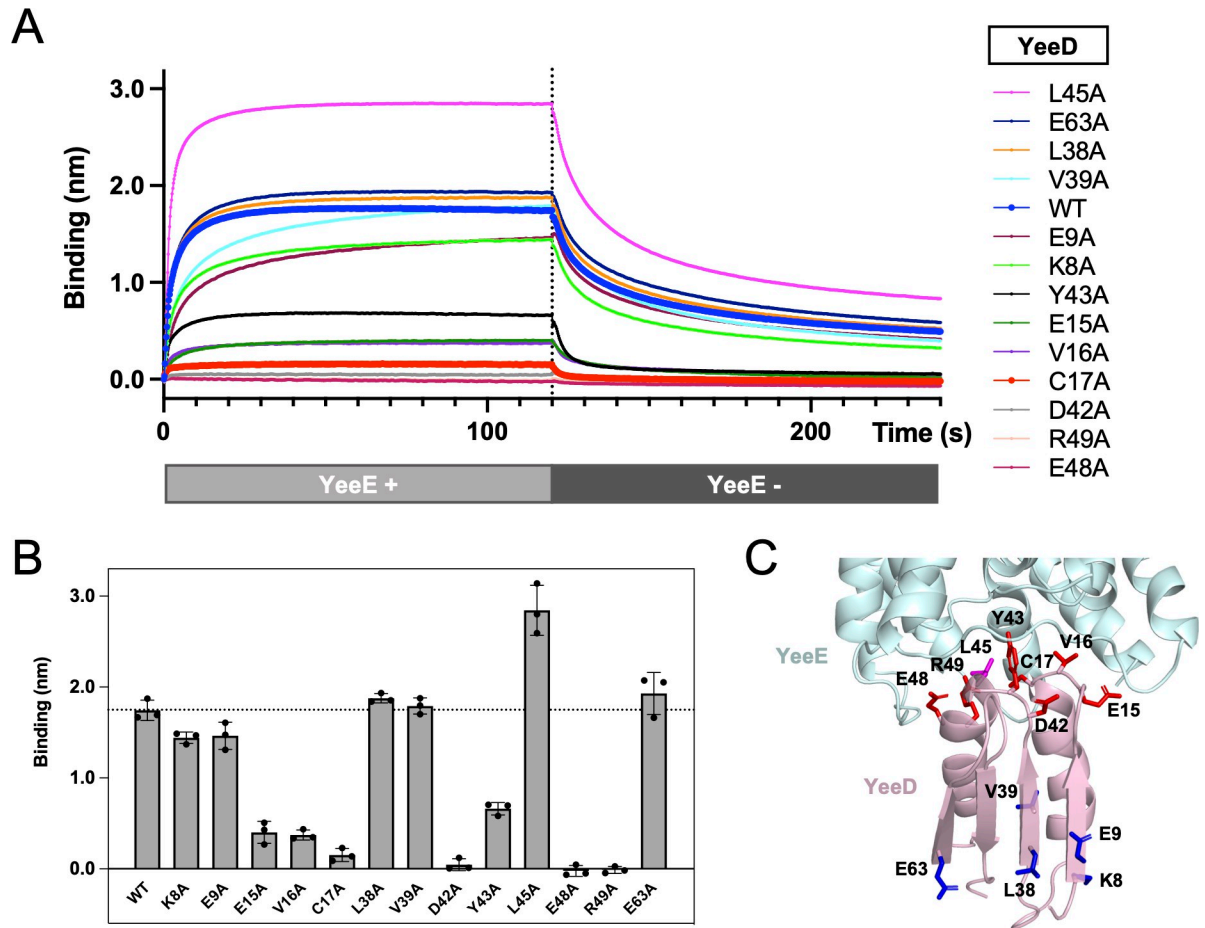 A
YeeD
3.0
2.0
1.0
0.0
Binding (nm)
0
100
200
Time (s)
YeeE +
YeeE -
L45A
E63A
L38A
V39A
WT
E9A
K8A
Y43A
E15A
V16A
C17A
D42A
R49A
E48A
B
3.0
2.0
1.0
0.0
Binding (nm)
WT
K8A
E9A
E15A
V16A
C17A
L38A
V39A
D42A
Y43A
L45A
E48A
R49A
E63A
C
Y43
YeeE
L45
V16
R49
C17
E48
E15
D42
YeeD
V39
E9
E63
L38
K8